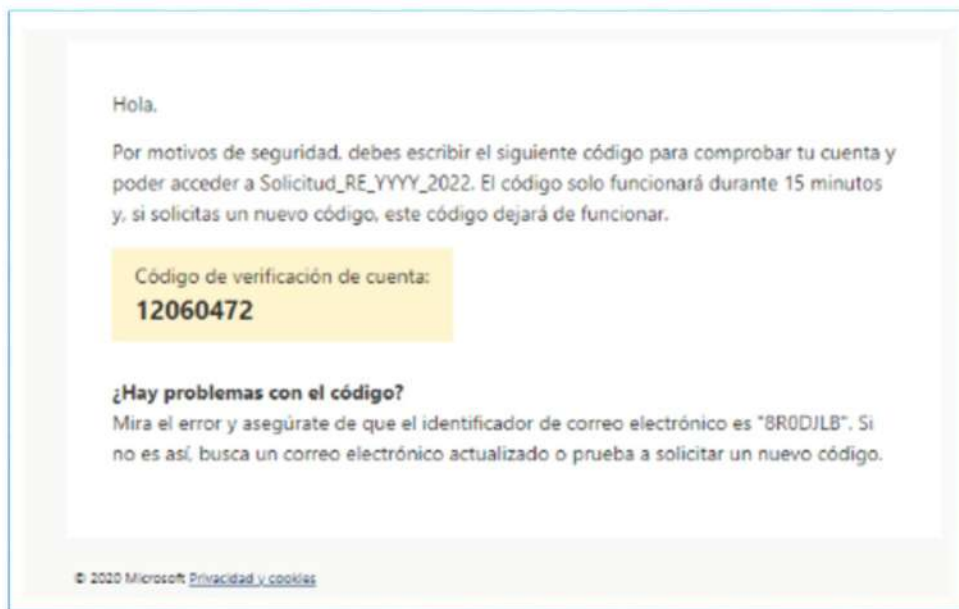 Hola,
Por motivos de seguridad, debes escribir el siguiente código para comprobar tu cuenta y
poder acceder a Solicitud_RE_YYYY_2022. El código solo funcionará durante 15 minutos
y, si solicitas un nuevo código, este código dejará de funcionar.
Código de verificación de cuenta:
12060472
¿Hay problemas con el código?
Mira el error y asegúrate de que el identificador de correo electrónico es "8R0DJLB". Si
no es así, busca un correo electrónico actualizado o prueba a solicitar un nuevo código.
© 2020 Microsoft Privacidad y cookies